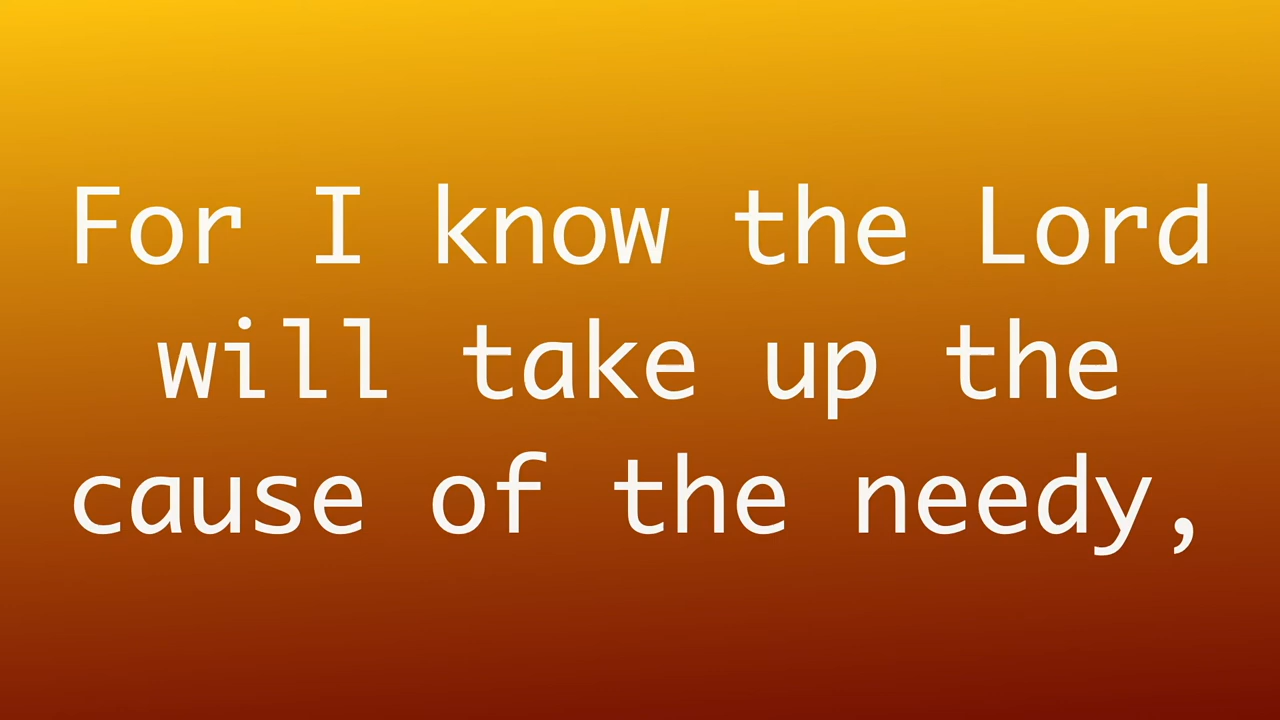 For I know the Lord
will take up the
cause of the needy,